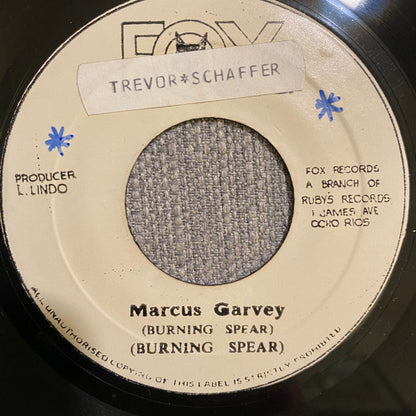 FOX
TREVOR*SCHAFFER
PRODUCER
L. LINDO
FOX RECORDS
A BRANCH OF
RUBYS RECORDS
1 JAMES AVE
OCHO RIOS
Marcus Garvey
(BURNING SPEAR)
(BURNING SPEAR)
ALL UNAUTHORISED COPYING OF THIS LABEL IS STRICTLY PROHIBITED